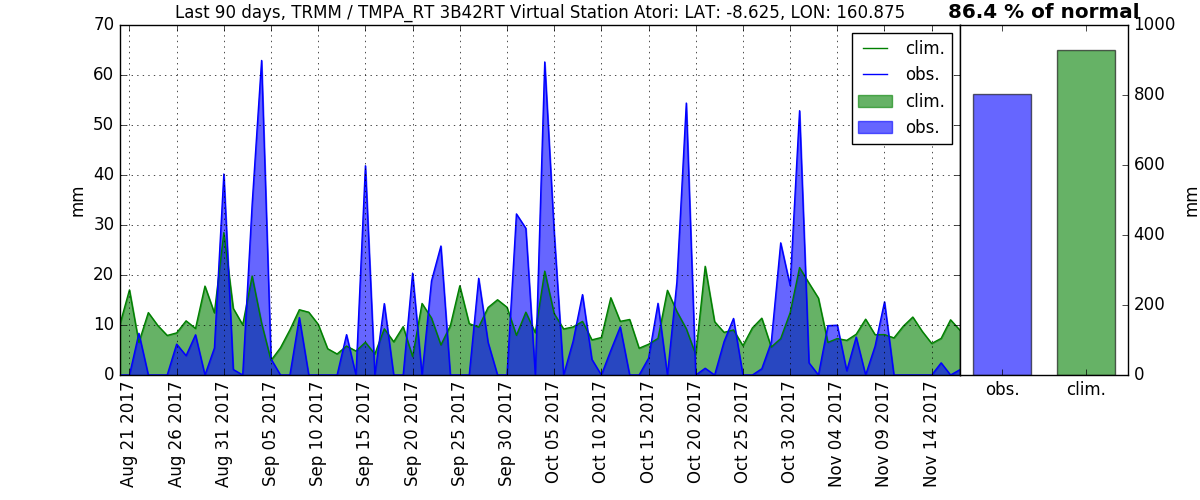 Last 90 days, TRMM / TMPA_RT 3B42RT Virtual Station Atori: LAT: -8.625, LON: 160.875
86.4 % of normal
70
60
50
40
30
20
10
0
mm
clim.
obs.
clim.
obs.
Aug 21 2017
Aug 26 2017
Aug 31 2017
Sep 05 2017
Sep 10 2017
Sep 15 2017
Sep 20 2017
Sep 25 2017
Sep 30 2017
Oct 05 2017
Oct 10 2017
Oct 15 2017
Oct 20 2017
Oct 25 2017
Oct 30 2017
Nov 04 2017
Nov 09 2017
Nov 14 2017
1000
800
600
400
200
0
mm
obs.
clim.